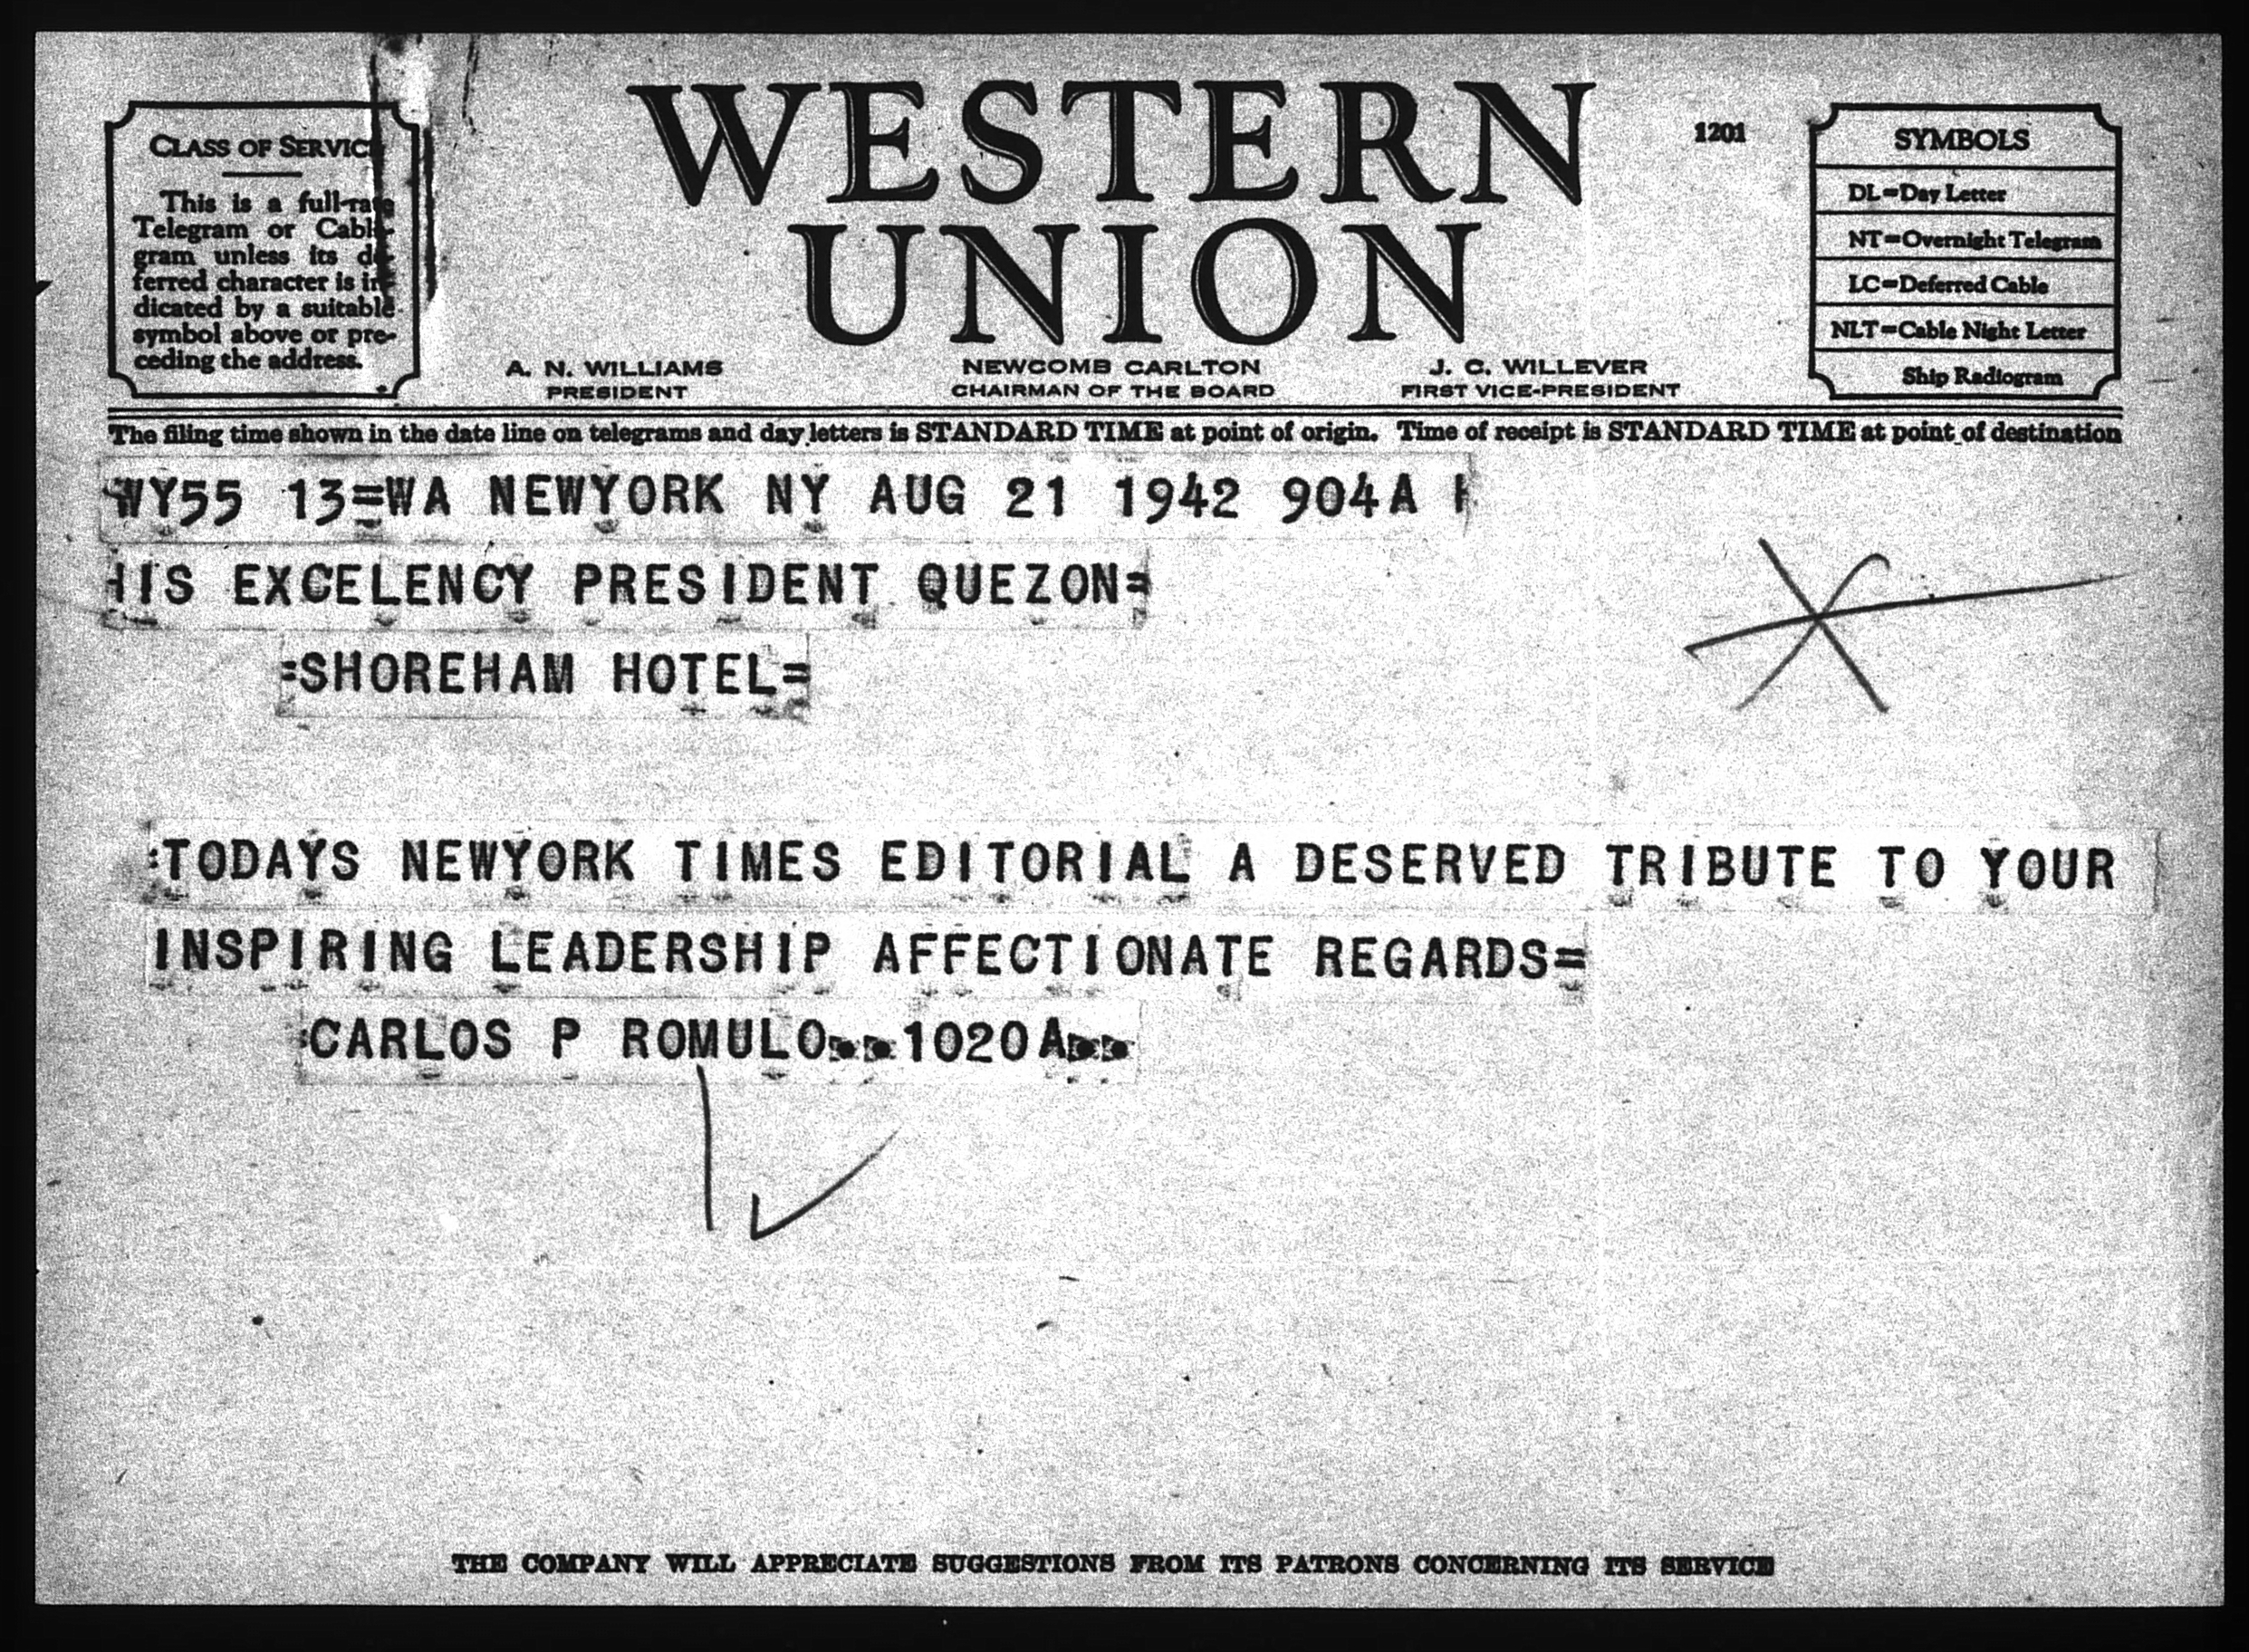 WESTERN
UNION
1201
CLASS OF SERVICE
This is a full-rate
Telegram or Cable-
gram unless its de-
ferred character is in-
dicated by a suitable
symbol above or pre-
ceding the address.
SYMBOLS
DL=Day Letter
NT=Overnight Telegram
LC=Deferred Cable
NLT=Cable Night Letter
Ship Radiogram
A. N. WILLIAMS
PRESIDENT
NEWCOMB CARLTON
CHAIRMAN OF THE BOARD
J. C. WILLEVER
FIRST VICE-PRESIDENT
The filing time shown in the date line on telegrams and day letters is STANDARD TIME at point of origin. Time of receipt is STANDARD TIME at point of destination
WY55 13=WA NEWYORK NY AUG 21 1942 904A
HIS EXCELENCY PRESIDENT QUEZON=
=SHOREHAM HOTEL=
:TODAYS NEWYORK TIMES EDITORIAL A DESERVED TRIBUTE TO YOUR
INSPIRING LEADERSHIP AFFECTIONATE REGARDS=
:CARLOS P ROMULO 1020A
THE COMPANY WILL APPRECIATE SUGGESTIONS FROM ITS PATRONS CONCERNING ITS SERVICE